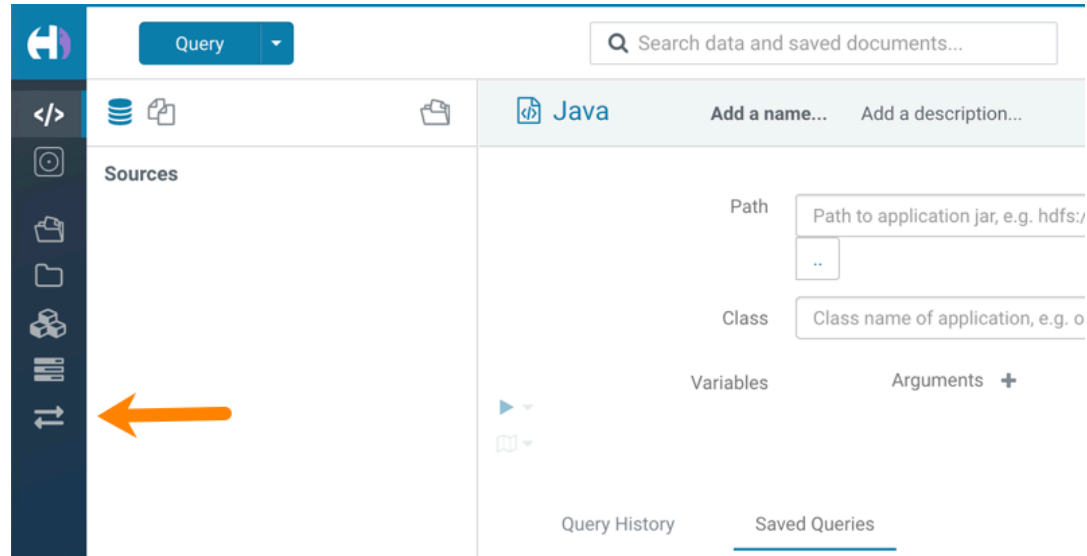 Query
Search data and saved documents...
</>
Java
Add a name...
Add a description...
Sources
Path
Path to application jar, e.g. hdfs:/
..
Class
Class name of application, e.g. o
Variables
Arguments +
Query History
Saved Queries